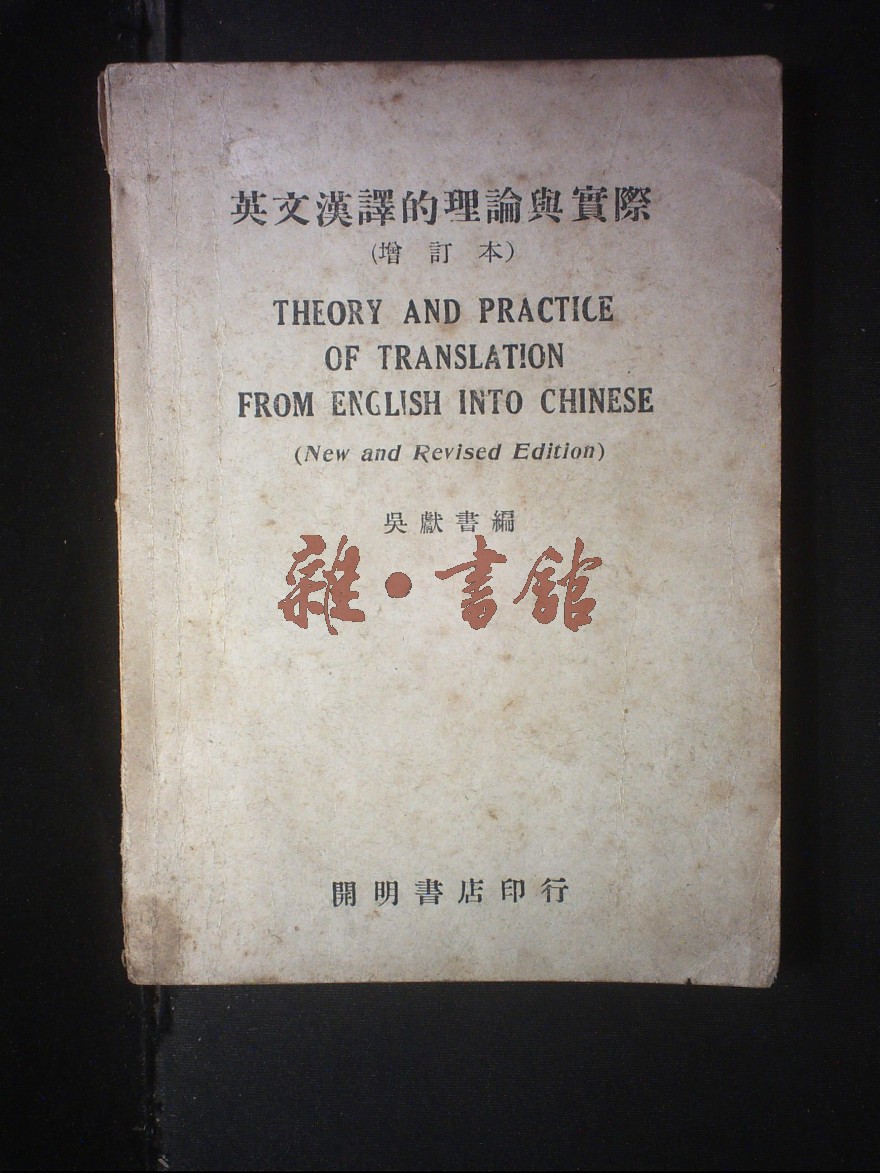 英文漢譯的理論與實際
(增訂本)
THEORY AND PRACTICE
OF TRANSLATION
FROM ENGLISH INTO CHINESE
(New and Revised Edition)
吳獻書編
雜·書館
開明書店印行